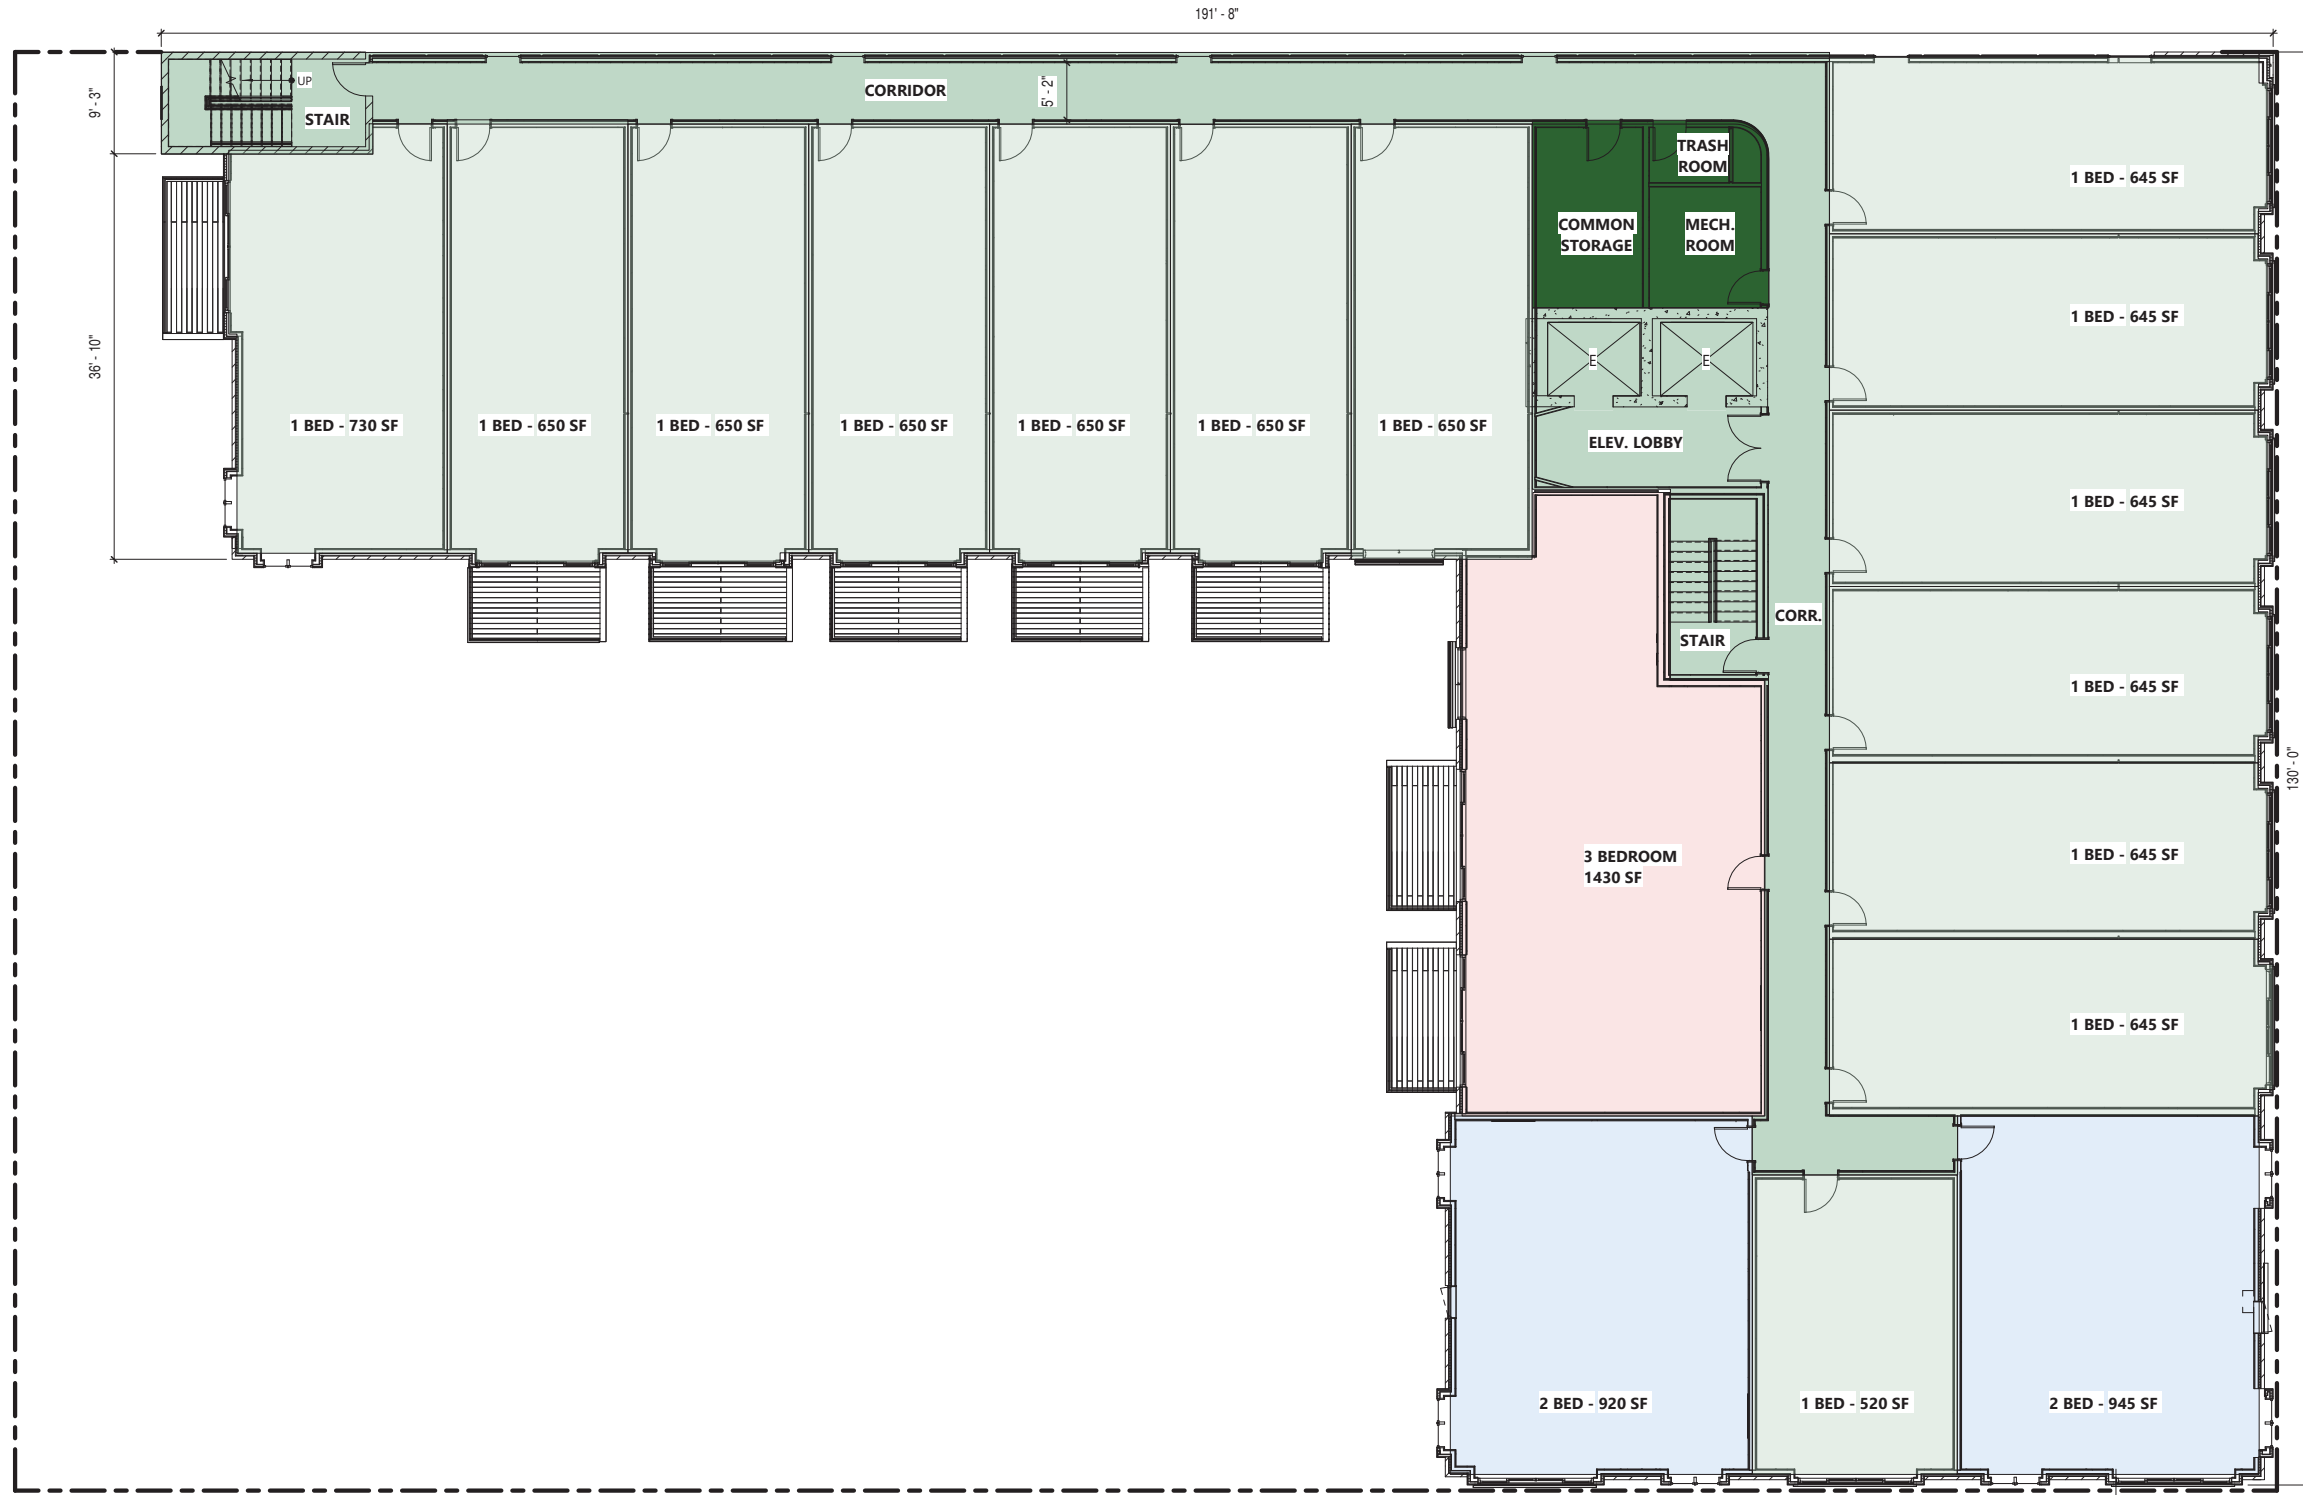 191' - 8"
UP
CORRIDOR
5' - 2"
9' - 3"
STAIR
TRASH
ROOM
1 BED - 645 SF
COMMON
STORAGE
MECH.
ROOM
1 BED - 645 SF
36' - 10"
E
E
1 BED - 730 SF
1 BED - 650 SF
1 BED - 650 SF
1 BED - 650 SF
1 BED - 650 SF
1 BED - 650 SF
1 BED - 650 SF
ELEV. LOBBY
1 BED - 645 SF
CORR.
STAIR
1 BED - 645 SF
130' - 0"
3 BEDROOM
1430 SF
1 BED - 645 SF
1 BED - 645 SF
2 BED - 920 SF
1 BED - 520 SF
2 BED - 945 SF